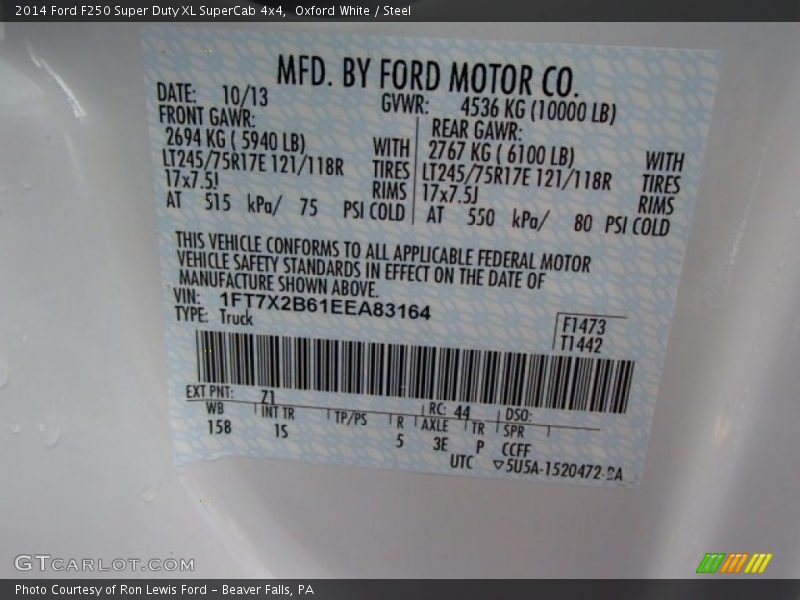 2014 Ford F250 Super Duty XL SuperCab 4x4,  Oxford White / Steel
MFD. BY FORD MOTOR CO.
DATE: 10/13 GVWR: 4536 KG (10000 LB)
FRONT GAWR: REAR GAWR:
2694 KG ( 5940 LB) WITH 2767 KG ( 6100 LB) WITH
LT245/75R17E 121/118R TIRES LT245/75R17E 121/118R TIRES
17x7.5J RIMS 17x7.5J RIMS
AT 515 kPa/ 75 PSI COLD AT 550 kPa/ 80 PSI COLD
THIS VEHICLE CONFORMS TO ALL APPLICABLE FEDERAL MOTOR
VEHICLE SAFETY STANDARDS IN EFFECT ON THE DATE OF
MANUFACTURE SHOWN ABOVE.
VIN: 1FT7X2B61EEA83164
TYPE: Truck
F1473
T1442
EXT PNT: Z1 RC: 44 DSO:
WB INT TR TP/PS R AXLE TR SPR
158 1S 5 3E P CCFF
UTC ▽5U5A-1520472-BA
GTCARLOT.COM
Photo Courtesy of Ron Lewis Ford – Beaver Falls, PA